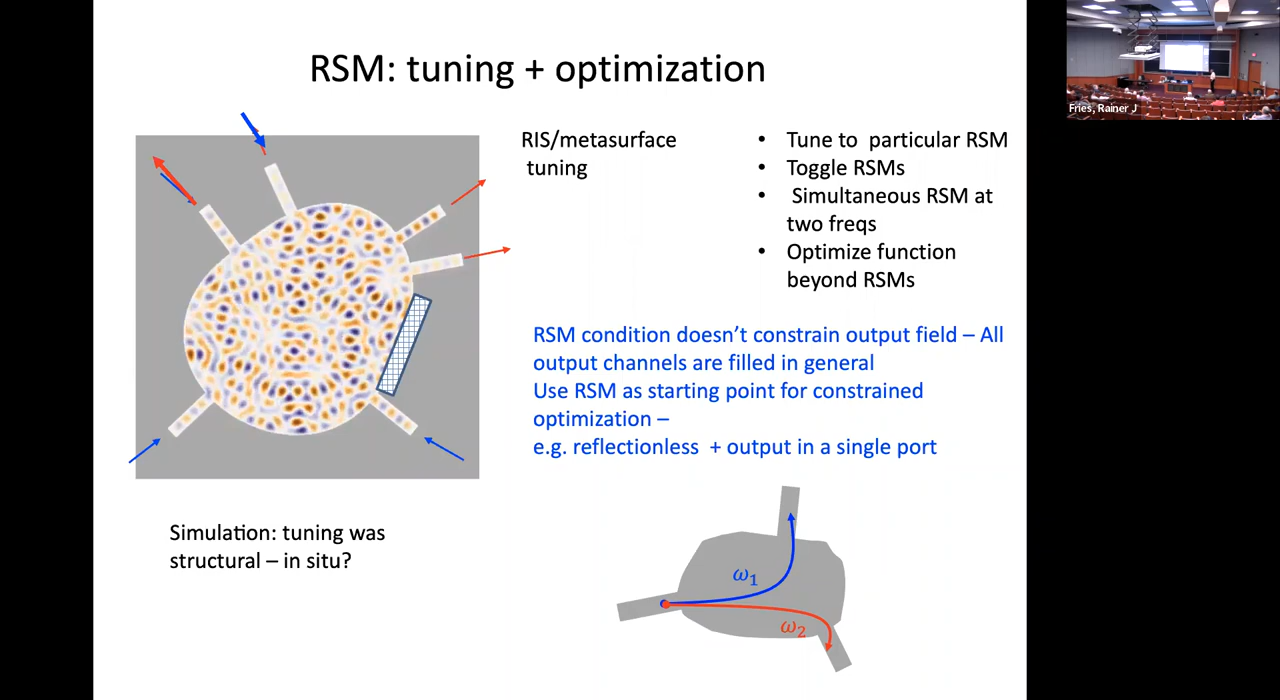 RSM: tuning + optimization
RIS/metasurface
tuning
• Tune to particular RSM
• Toggle RSMs
• Simultaneous RSM at
two freqs
• Optimize function
beyond RSMs
RSM condition doesn’t constrain output field – All
output channels are filled in general
Use RSM as starting point for constrained
optimization –
e.g. reflectionless + output in a single port
Simulation: tuning was
structural – in situ?
ω₁
ω₂
Fries, Rainer J